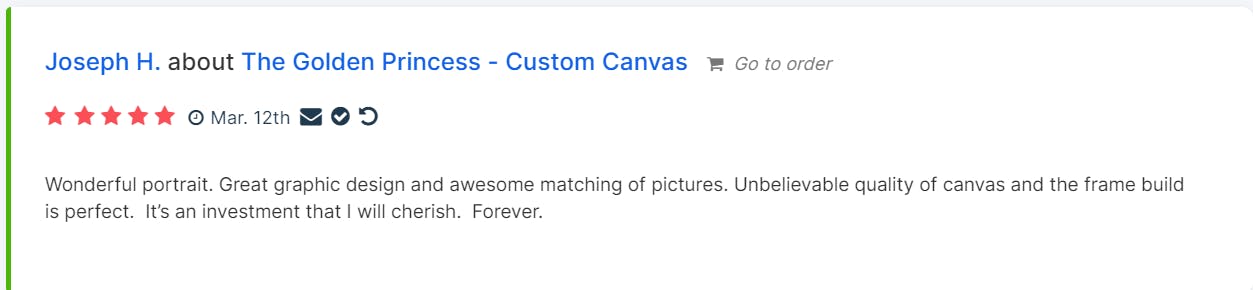 Joseph H. about The Golden Princess - Custom Canvas Go to order
Mar. 12th
Wonderful portrait. Great graphic design and awesome matching of pictures. Unbelievable quality of canvas and the frame build
is perfect.  It’s an investment that I will cherish.  Forever.